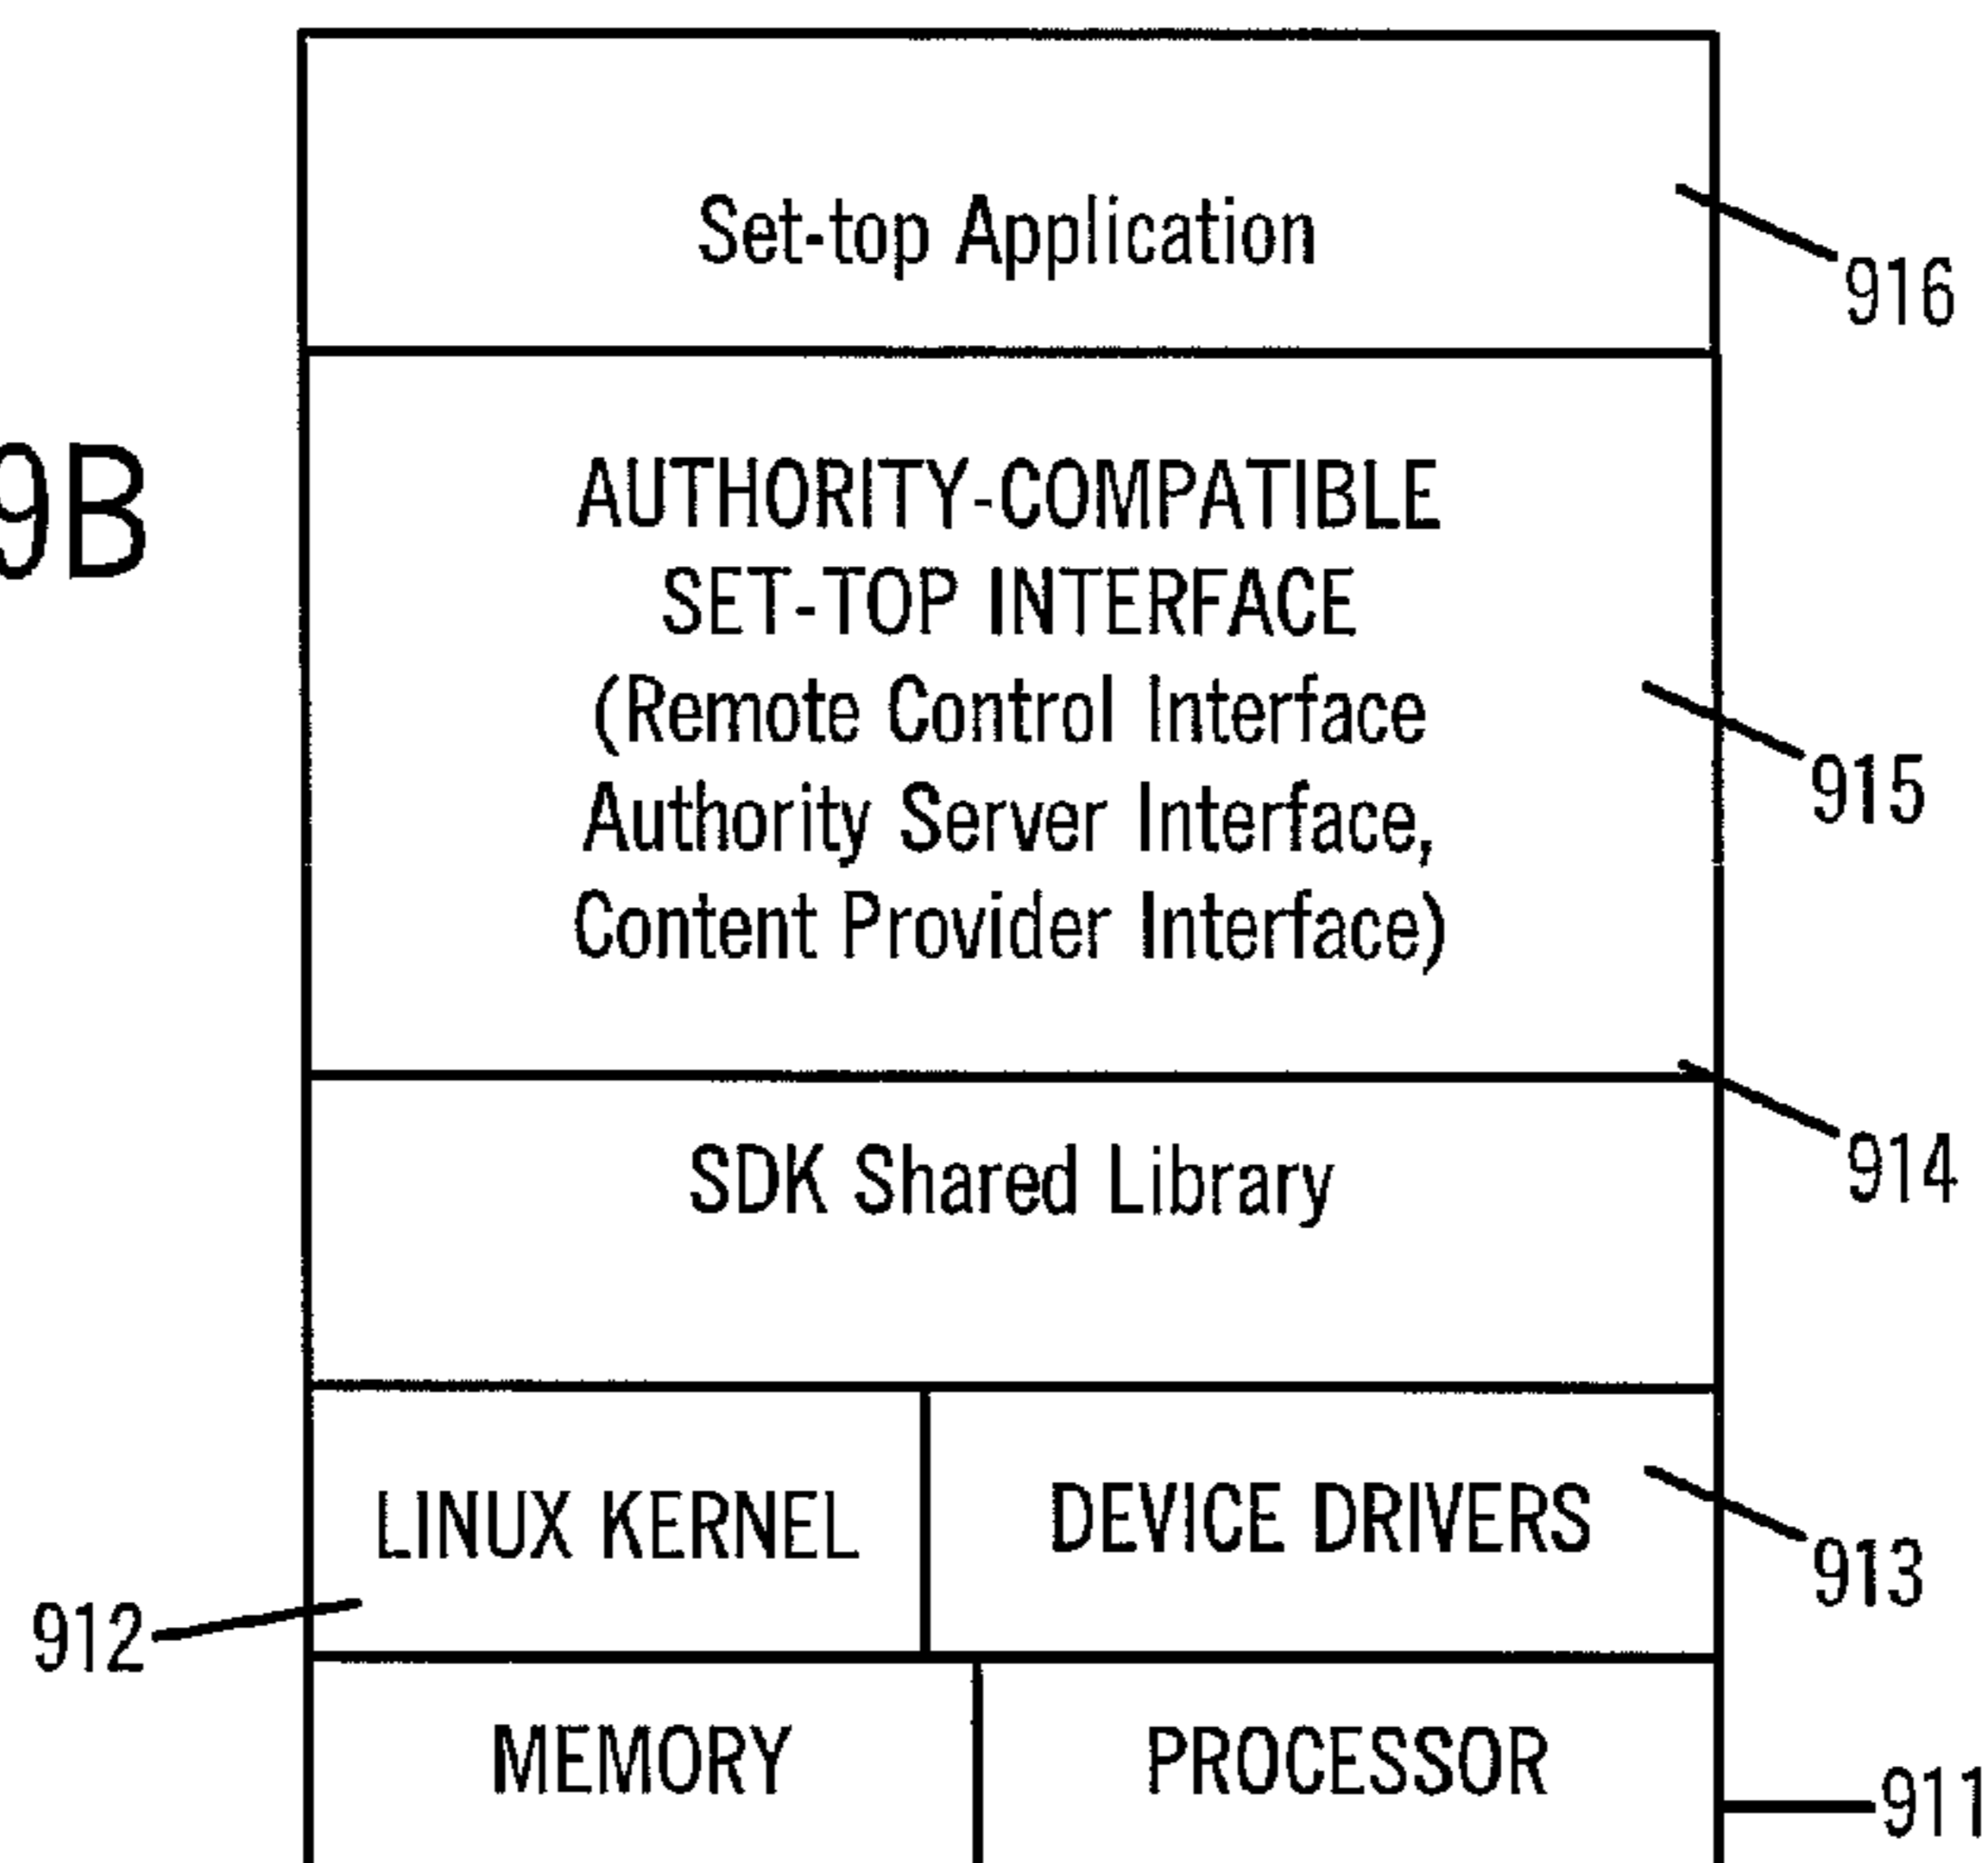 Set-top Application
916
9B
AUTHORITY-COMPATIBLE
SET-TOP INTERFACE
(Remote Control Interface
Authority Server Interface,
Content Provider Interface)
915
914
SDK Shared Library
LINUX KERNEL
DEVICE DRIVERS
913
912
MEMORY
PROCESSOR
911